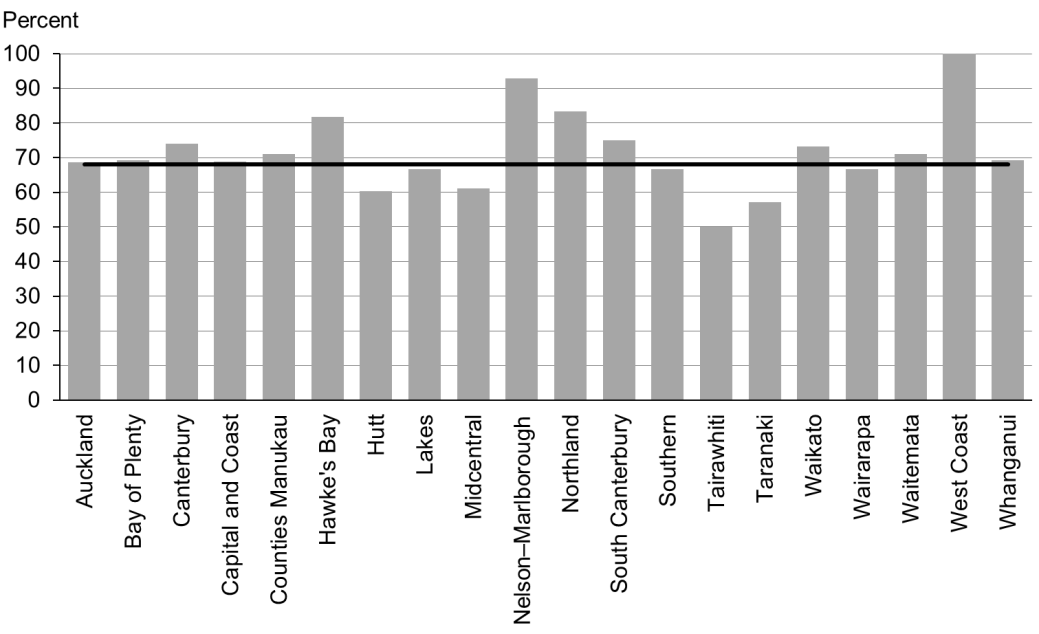 Percent
100
90
80
70
60
50
40
30
20
10
0
Auckland
Bay of Plenty
Canterbury
Capital and Coast
Counties Manukau
Hawke's Bay
Hutt
Lakes
Midcentral
Nelson–Marlborough
Northland
South Canterbury
Southern
Tairawhiti
Taranaki
Waikato
Wairarapa
Waitemata
West Coast
Whanganui